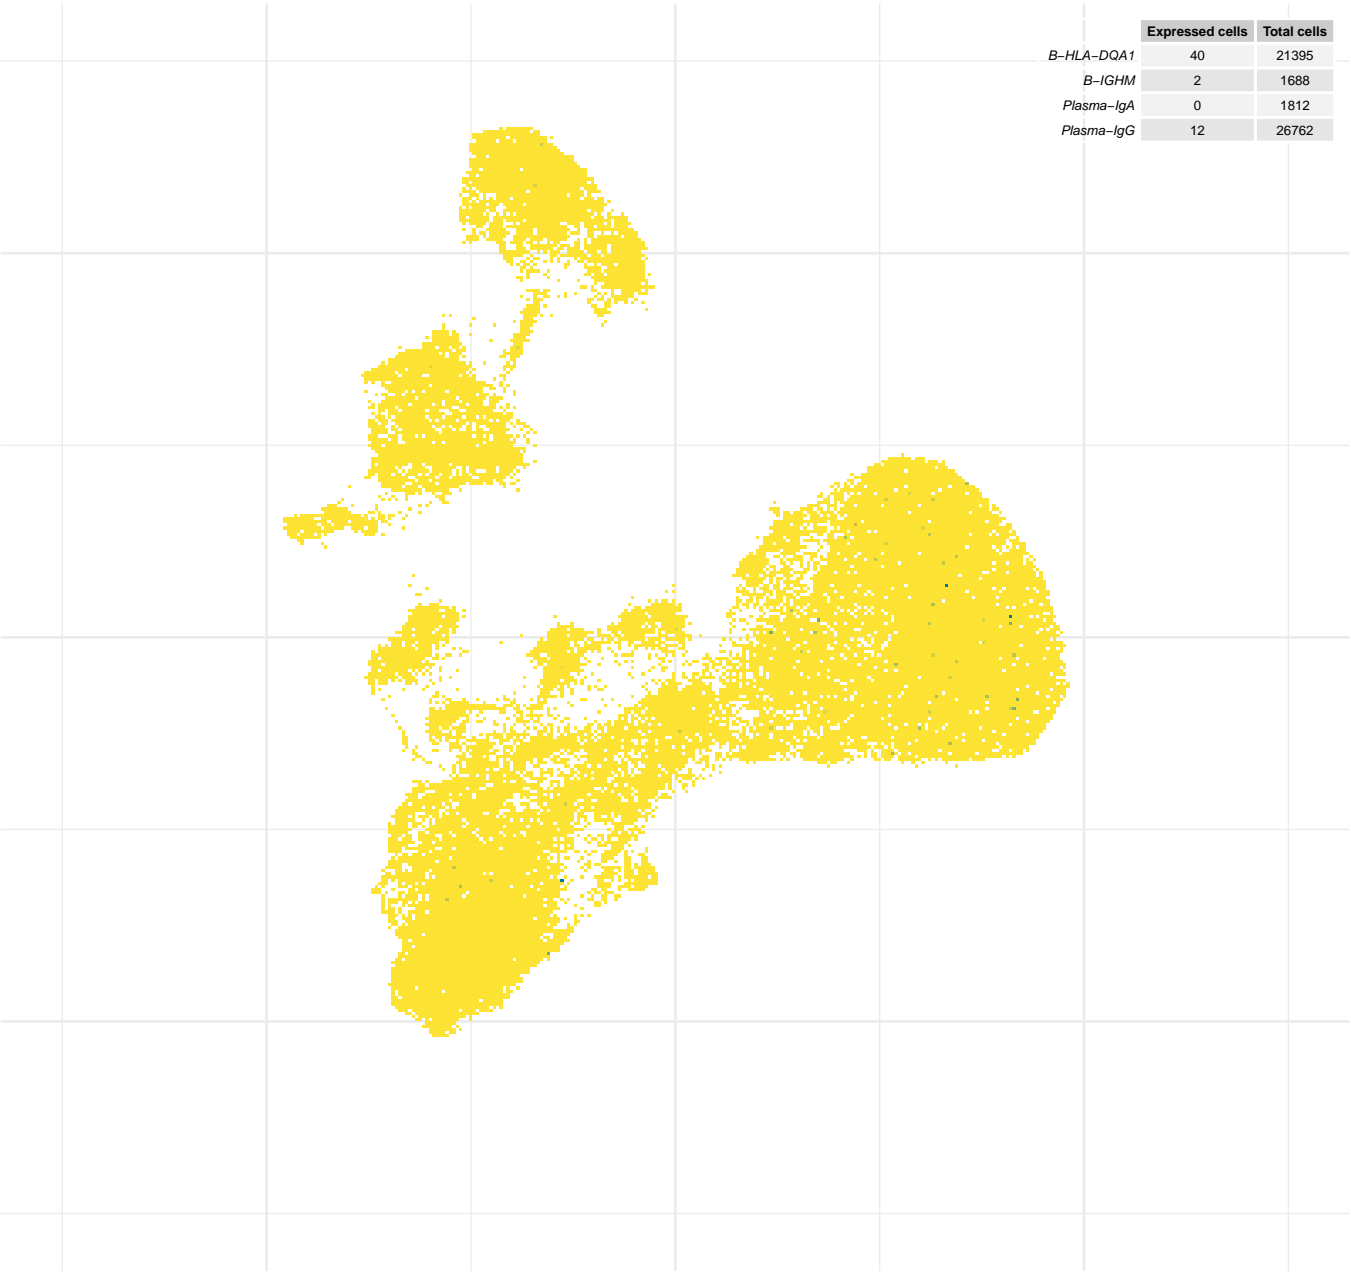 Expressed cells Total cells
B−HLA−DQA1 40 21395
B−IGHM 2 1688
Plasma−IgA 0 1812
Plasma−IgG 12 26762